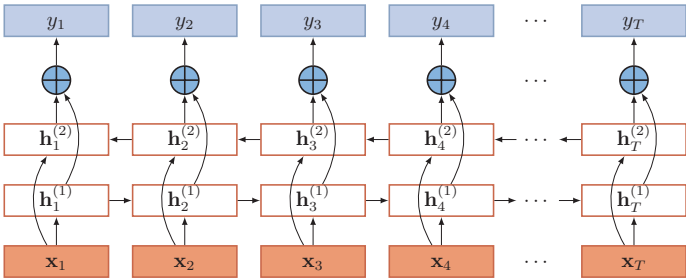 y_1 y_2 y_3 y_4 ⋯ y_T
⋯
h_1^{(2)} h_2^{(2)} h_3^{(2)} h_4^{(2)} ⋯ h_T^{(2)}
h_1^{(1)} h_2^{(1)} h_3^{(1)} h_4^{(1)} ⋯ h_T^{(1)}
x_1 x_2 x_3 x_4 ⋯ x_T